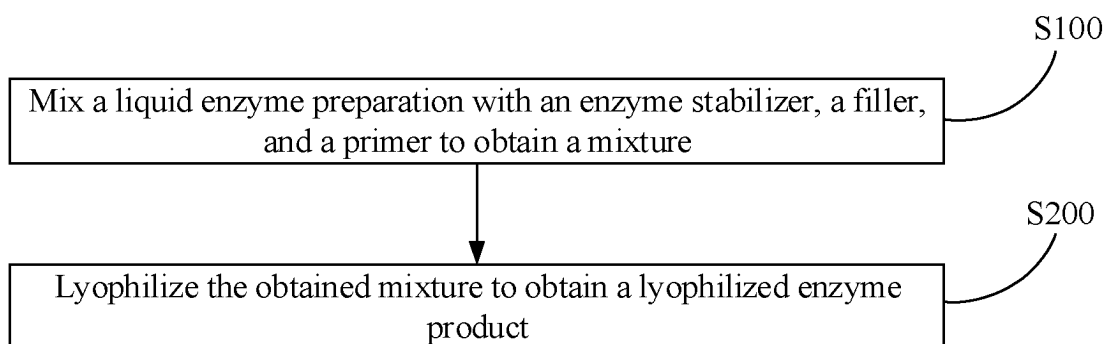 S100
Mix a liquid enzyme preparation with an enzyme stabilizer, a filler,
and a primer to obtain a mixture
S200
Lyophilize the obtained mixture to obtain a lyophilized enzyme
product